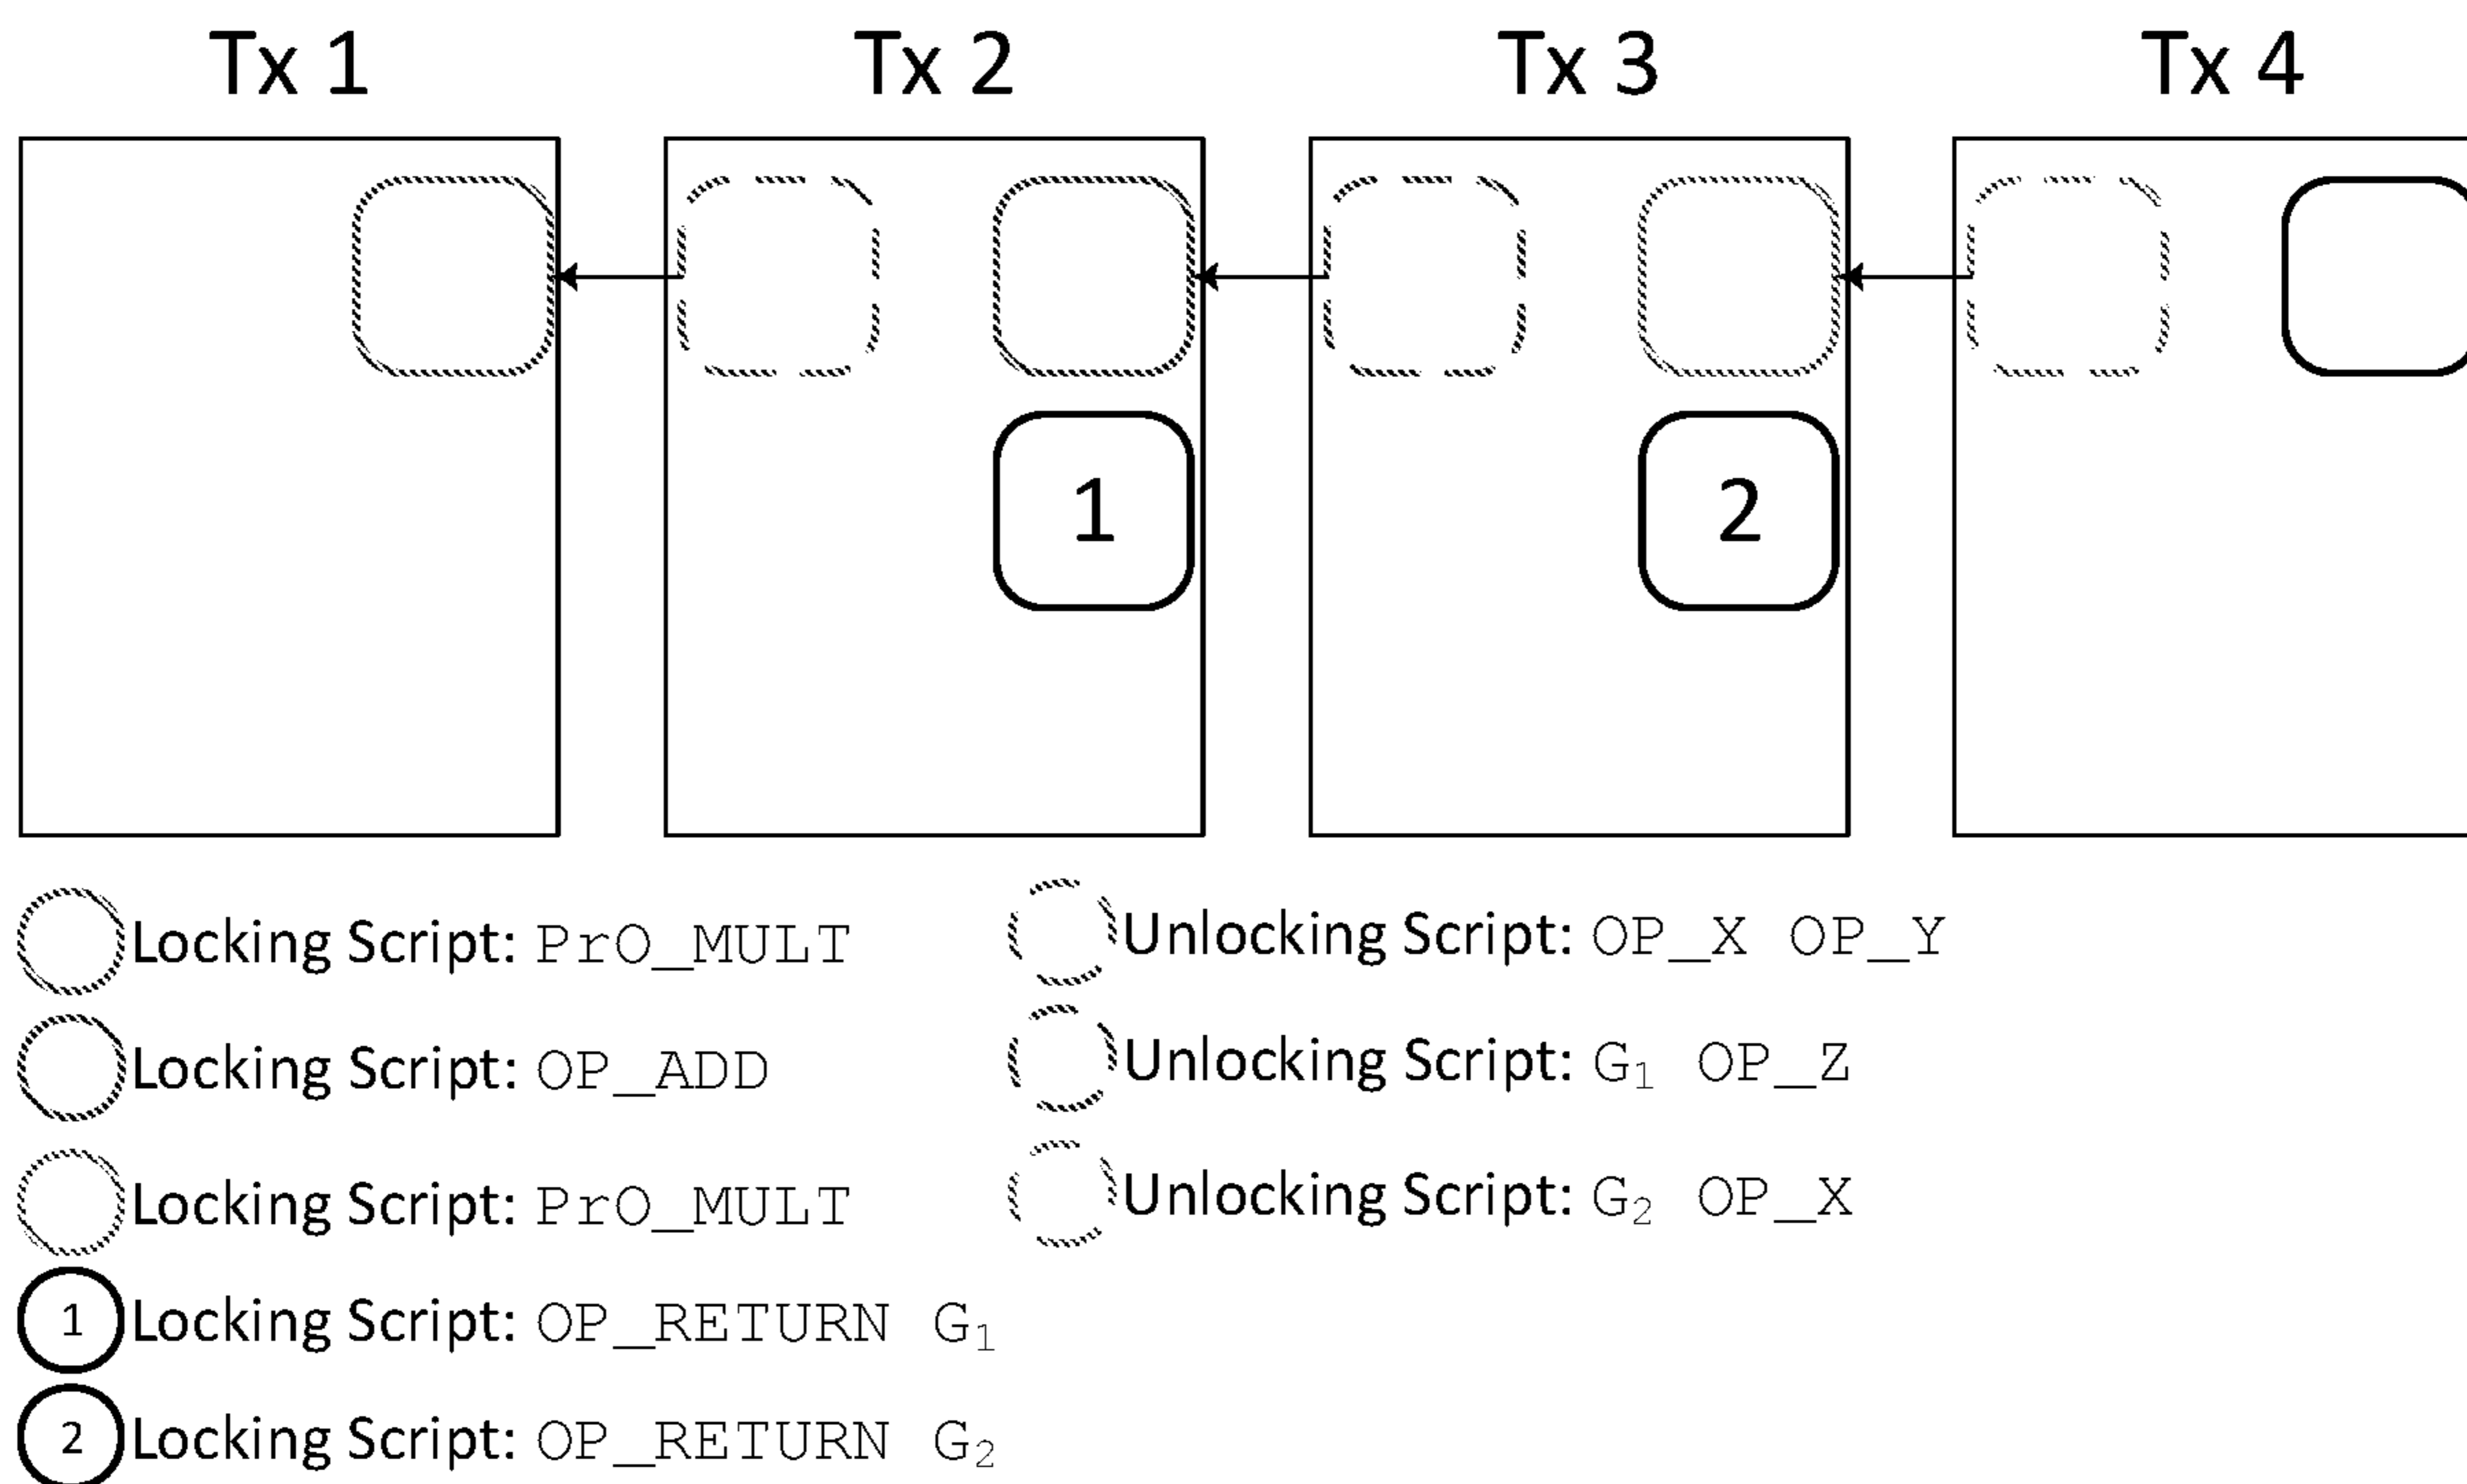 Tx 1 Tx 2 Tx 3 Tx 4
1 2
Locking Script: PrO_MULT Unlocking Script: OP_X OP_Y
Locking Script: OP_ADD Unlocking Script: G₁ OP_Z
Locking Script: PrO_MULT Unlocking Script: G₂ OP_X
1 Locking Script: OP_RETURN G₁
2 Locking Script: OP_RETURN G₂